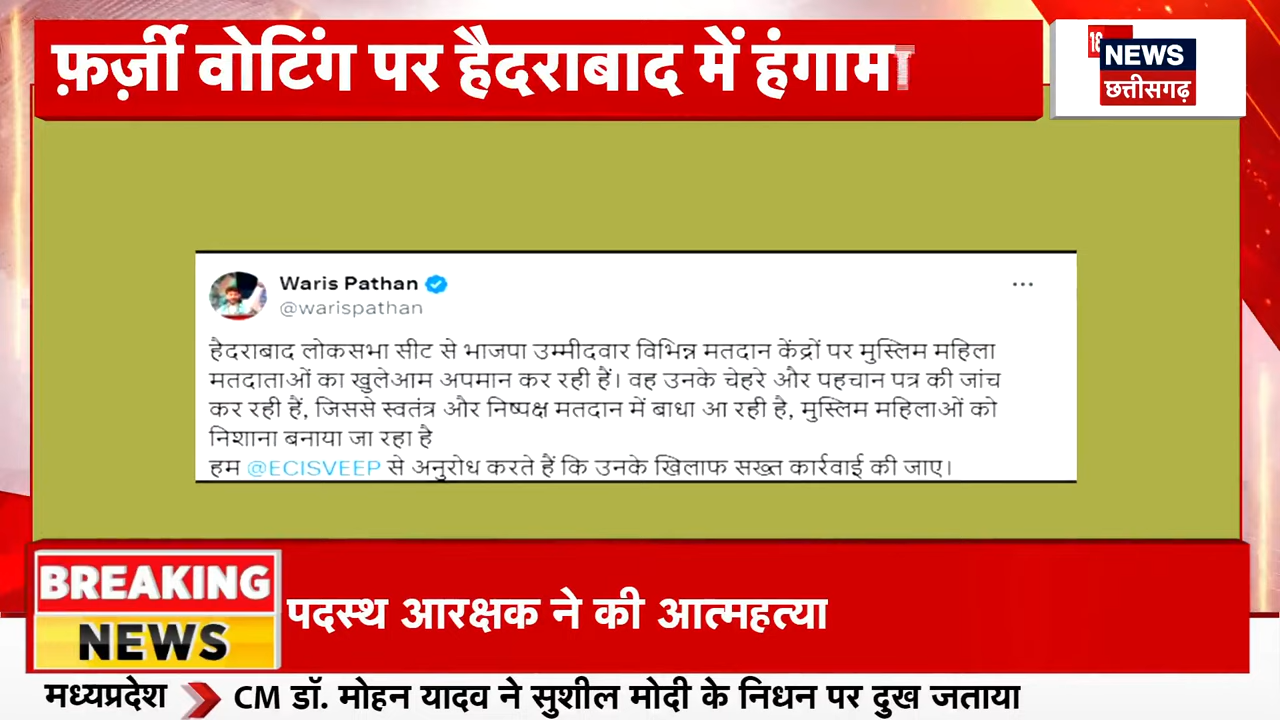 फ़र्ज़ी वोटिंग पर हैदराबाद में हंगामा
18
NEWS
छत्तीसगढ़
Waris Pathan
@warispathan
हैदराबाद लोकसभा सीट से भाजपा उम्मीदवार विभिन्न मतदान केंद्रों पर मुस्लिम महिला
मतदाताओं का खुलेआम अपमान कर रही हैं। वह उनके चेहरे और पहचान पत्र की जांच
कर रही हैं, जिससे स्वतंत्र और निष्पक्ष मतदान में बाधा आ रही है, मुस्लिम महिलाओं को
निशाना बनाया जा रहा है
हम @ECISVEEP से अनुरोध करते हैं कि उनके खिलाफ सख्त कार्रवाई की जाए।
BREAKING
NEWS
पदस्थ आरक्षक ने की आत्महत्या
मध्यप्रदेश CM डॉ. मोहन यादव ने सुशील मोदी के निधन पर दुख जताया